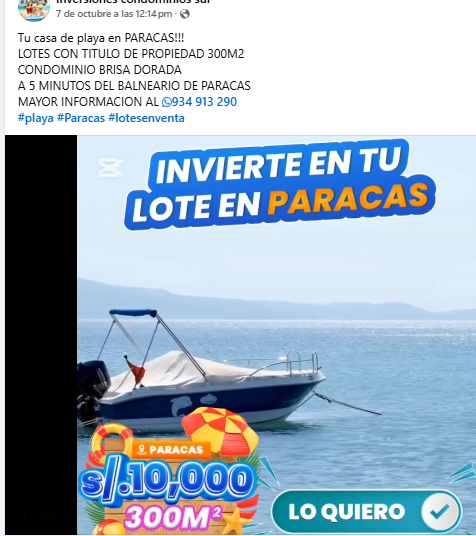 Inversiones condominios sur
7 de octubre a las 12:14 pm ·
Tu casa de playa en PARACAS!!!
LOTES CON TITULO DE PROPIEDAD 300M2
CONDOMINIO BRISA DORADA
A 5 MINUTOS DEL BALNEARIO DE PARACAS
MAYOR INFORMACION AL 934 913 290
#playa #Paracas #lotesenventa
INVIERTE EN TU
LOTE EN PARACAS
PARACAS
S/.10,000
300M²
LO QUIERO